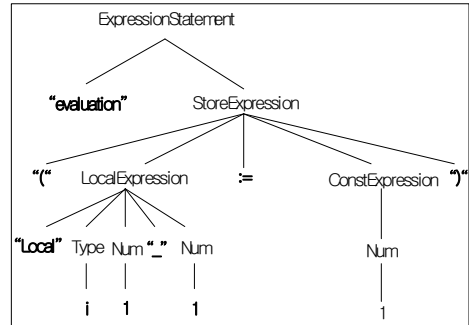 ExpressionStatement
“evaluation” StoreExpression
“(“ LocalExpression := ConstExpression “)“
“Local” Type Num “_” Num Num
i 1 1 1